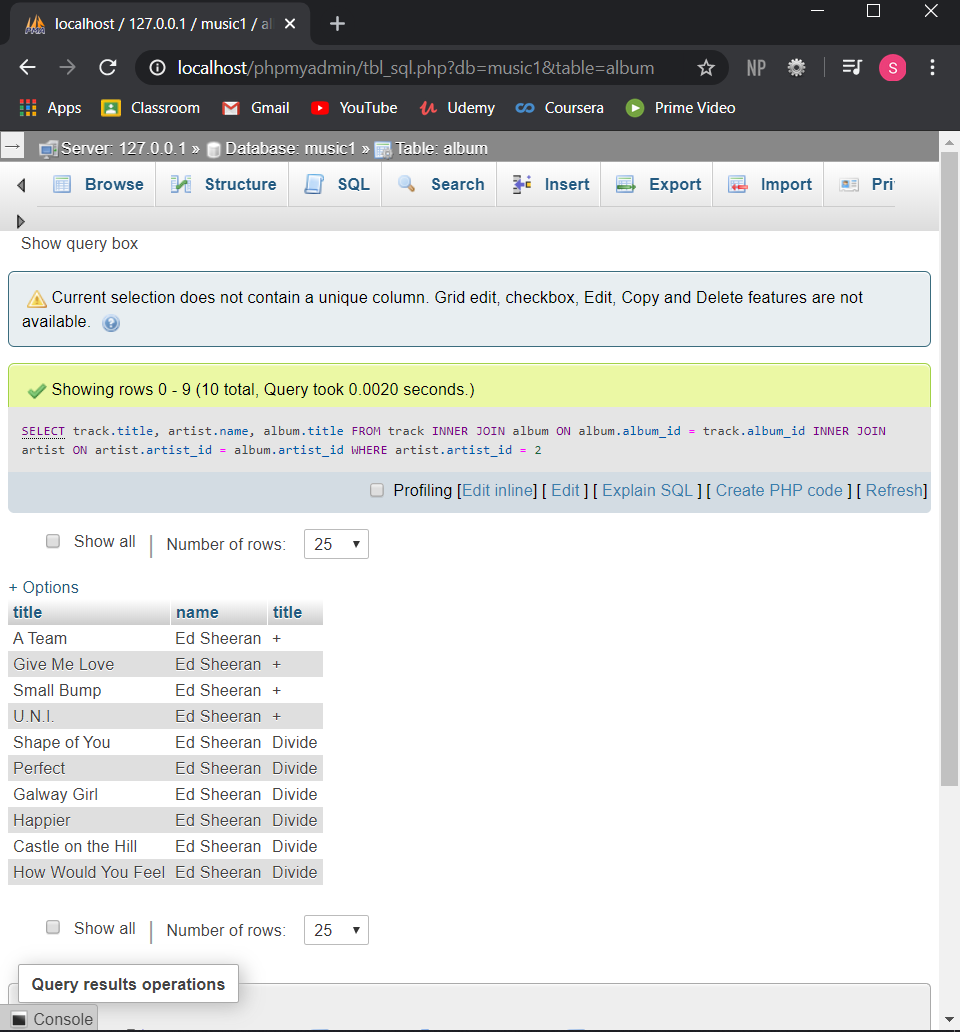 localhost / 127.0.0.1 / music1 / al
localhost/phpmyadmin/tbl_sql.php?db=music1&table=album NP S
Apps Classroom Gmail YouTube Udemy Coursera Prime Video
Server: 127.0.0.1 » Database: music1 » Table: album
Browse Structure SQL Search Insert Export Import Pri
Show query box
Current selection does not contain a unique column. Grid edit, checkbox, Edit, Copy and Delete features are not
available.
Showing rows 0 - 9 (10 total, Query took 0.0020 seconds.)
SELECT track.title, artist.name, album.title FROM track INNER JOIN album ON album.album_id = track.album_id INNER JOIN
artist ON artist.artist_id = album.artist_id WHERE artist.artist_id = 2
Profiling [Edit inline] [ Edit ] [ Explain SQL ] [ Create PHP code ] [ Refresh]
Show all | Number of rows: 25
+ Options
title name title
A Team Ed Sheeran +
Give Me Love Ed Sheeran +
Small Bump Ed Sheeran +
U.N.I. Ed Sheeran +
Shape of You Ed Sheeran Divide
Perfect Ed Sheeran Divide
Galway Girl Ed Sheeran Divide
Happier Ed Sheeran Divide
Castle on the Hill Ed Sheeran Divide
How Would You Feel Ed Sheeran Divide
Show all | Number of rows: 25
Query results operations
Console